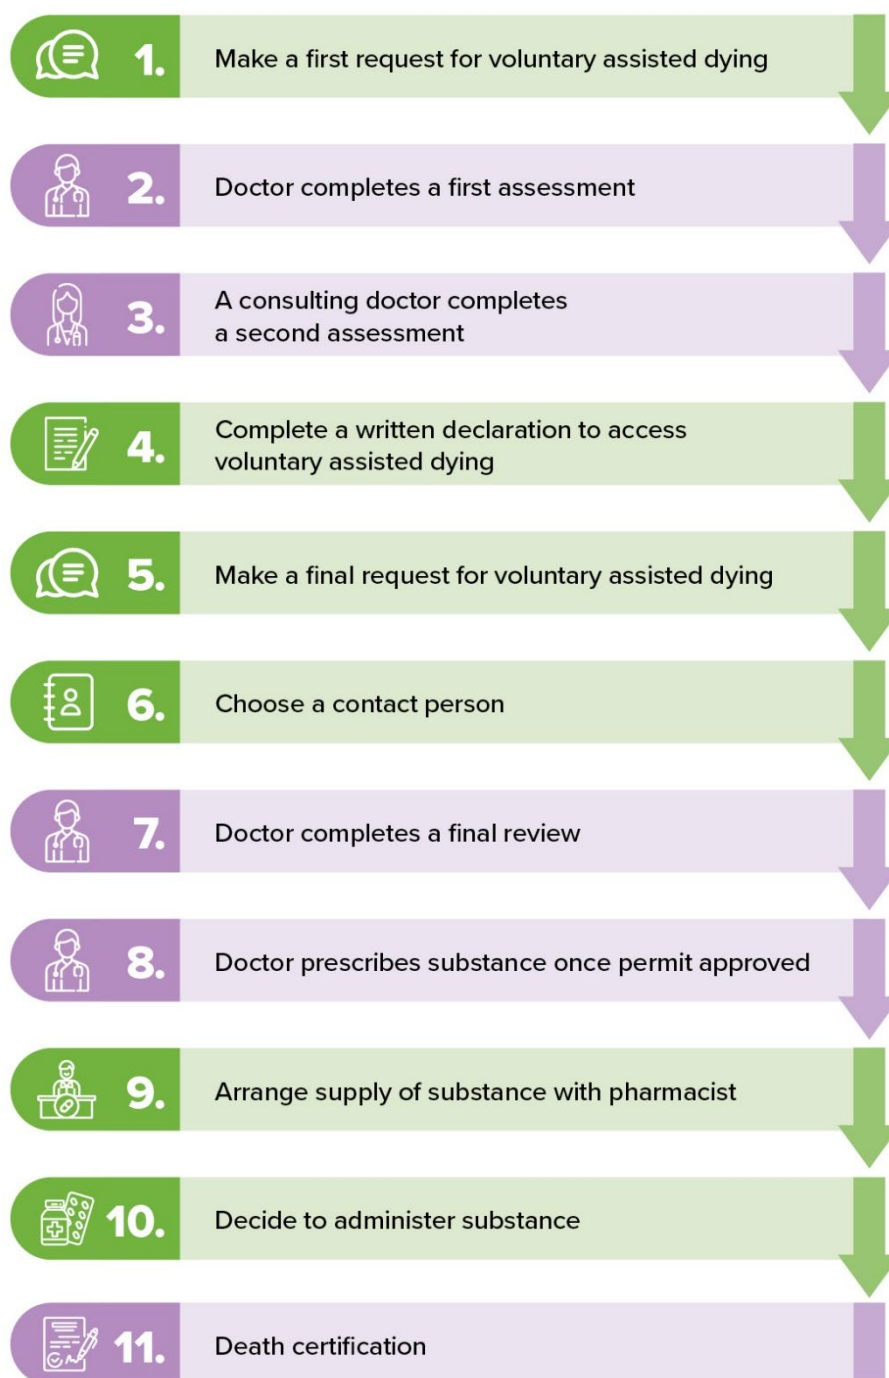 1. Make a first request for voluntary assisted dying
2. Doctor completes a first assessment
3. A consulting doctor completes
a second assessment
4. Complete a written declaration to access
voluntary assisted dying
5. Make a final request for voluntary assisted dying
6. Choose a contact person
7. Doctor completes a final review
8. Doctor prescribes substance once permit approved
9. Arrange supply of substance with pharmacist
10. Decide to administer substance
11. Death certification